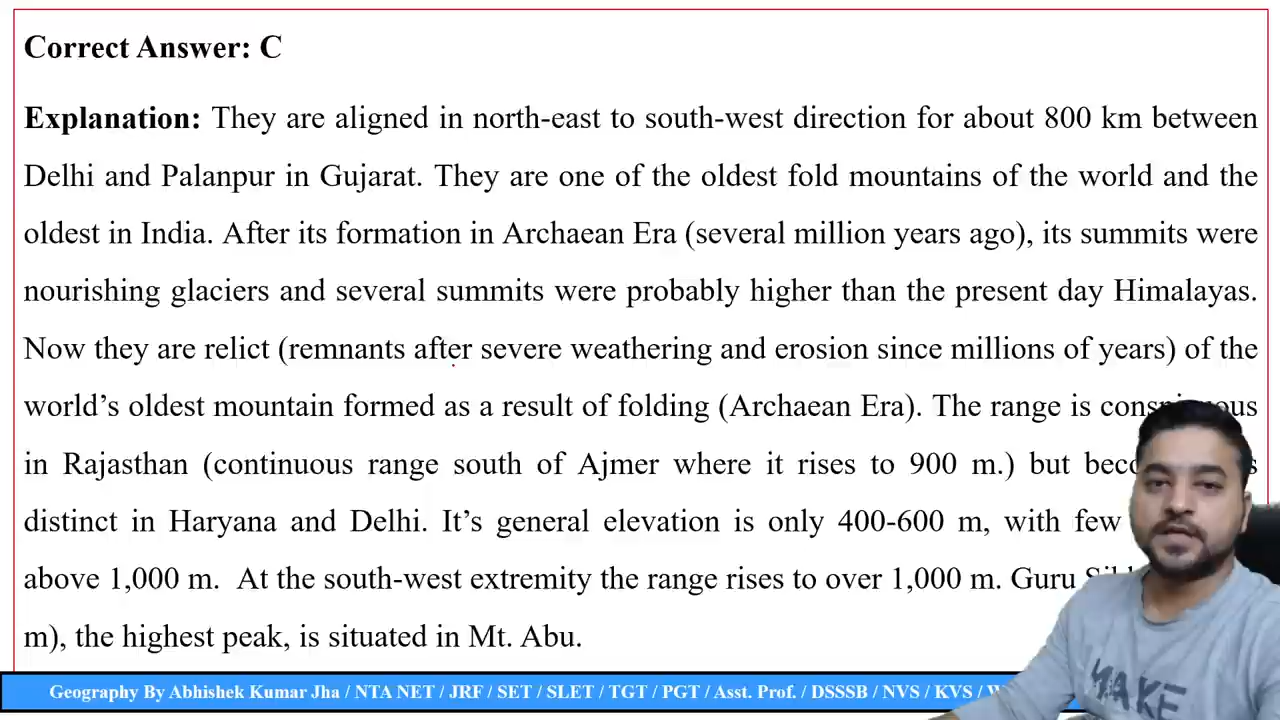 Correct Answer: C
Explanation: They are aligned in north-east to south-west direction for about 800 km between
Delhi and Palanpur in Gujarat. They are one of the oldest fold mountains of the world and the
oldest in India. After its formation in Archaean Era (several million years ago), its summits were
nourishing glaciers and several summits were probably higher than the present day Himalayas.
Now they are relict (remnants after severe weathering and erosion since millions of years) of the
world’s oldest mountain formed as a result of folding (Archaean Era). The range is conspicuous
in Rajasthan (continuous range south of Ajmer where it rises to 900 m.) but
distinct in Haryana and Delhi. It’s general elevation is only 400-600 m, with few
above 1,000 m. At the south-west extremity the range rises to over 1,000 m. Guru
m), the highest peak, is situated in Mt. Abu.
Geography By Abhishek Kumar Jha / NTA NET / JRF / SET / SLET / TGT / PGT / Asst. Prof. / DSSSB / NVS / KVS /
MAKE